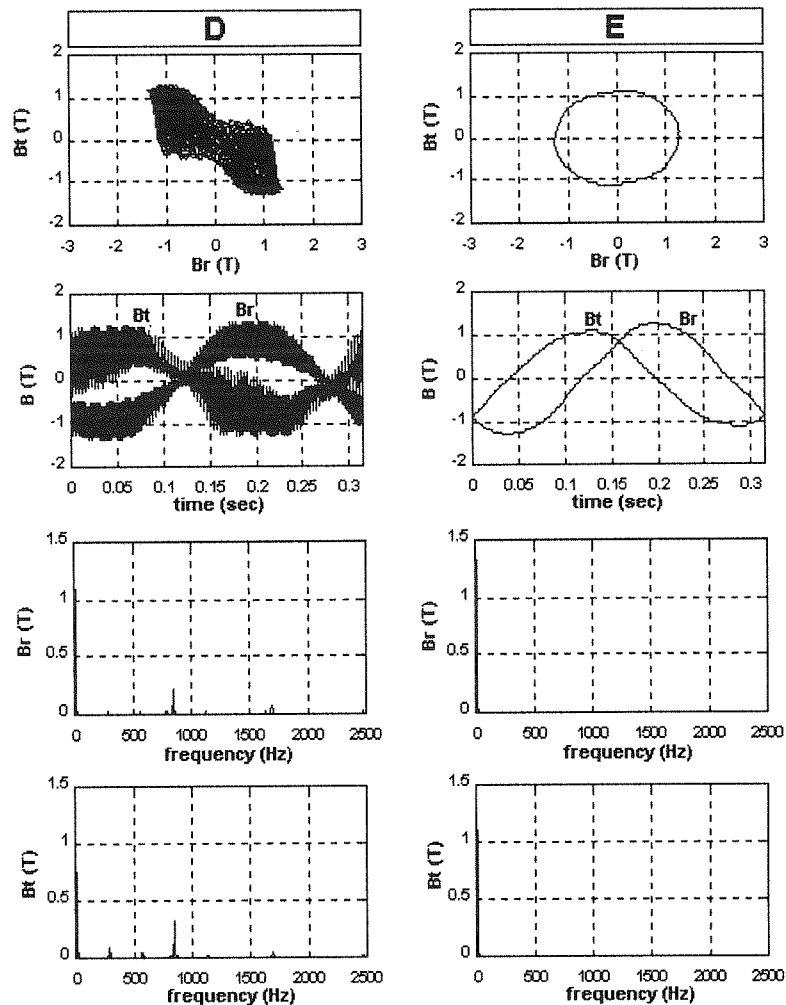 D
E
2
1
0
-1
-2
Bt (T)
-3 -2 -1 0 1 2 3
Br (T)
2
1
0
-1
-2
Bt (T)
-3 -2 -1 0 1 2 3
Br (T)
2
1
0
-1
-2
B (T)
Bt
Br
0 0.05 0.1 0.15 0.2 0.25 0.3
time (sec)
2
1
0
-1
-2
B (T)
Bt
Br
0 0.05 0.1 0.15 0.2 0.25 0.3
time (sec)
1.5
1
0.5
0
Br (T)
0 500 1000 1500 2000 2500
frequency (Hz)
1.5
1
0.5
0
Br (T)
0 500 1000 1500 2000 2500
frequency (Hz)
1.5
1
0.5
0
Bt (T)
0 500 1000 1500 2000 2500
frequency (Hz)
1.5
1
0.5
0
Bt (T)
0 500 1000 1500 2000 2500
frequency (Hz)